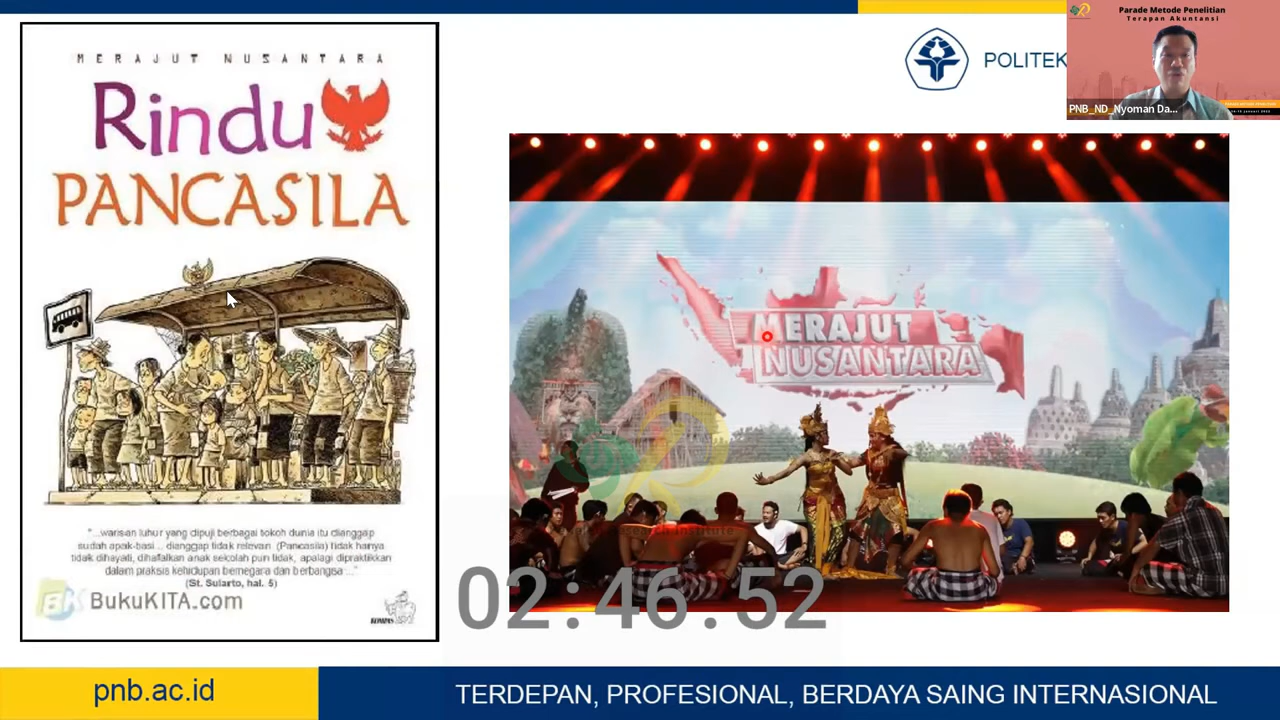 MERAJUT NUSANTARA
Rindu
PANCASILA
"...warisan luhur yang dipuji berbagai tokoh dunia itu dianggap
sudah apak-basi... dianggap tidak relevan (Pancasila) tidak hanya
tidak dihayati, dihafalkan anak sekolah pun tidak, apalagi dipraktikkan
dalam praksis kehidupan bernegara dan berbangsa..."
(St. Sularto, hal. 5)
BukuKITA.com
KOMPAS
POLITEK
Parade Metode Penelitian
Terapan Akuntansi
PNB_ND_Nyoman Da...
MERAJUT
NUSANTARA
02:46.52
pnb.ac.id
TERDEPAN, PROFESIONAL, BERDAYA SAING INTERNASIONAL